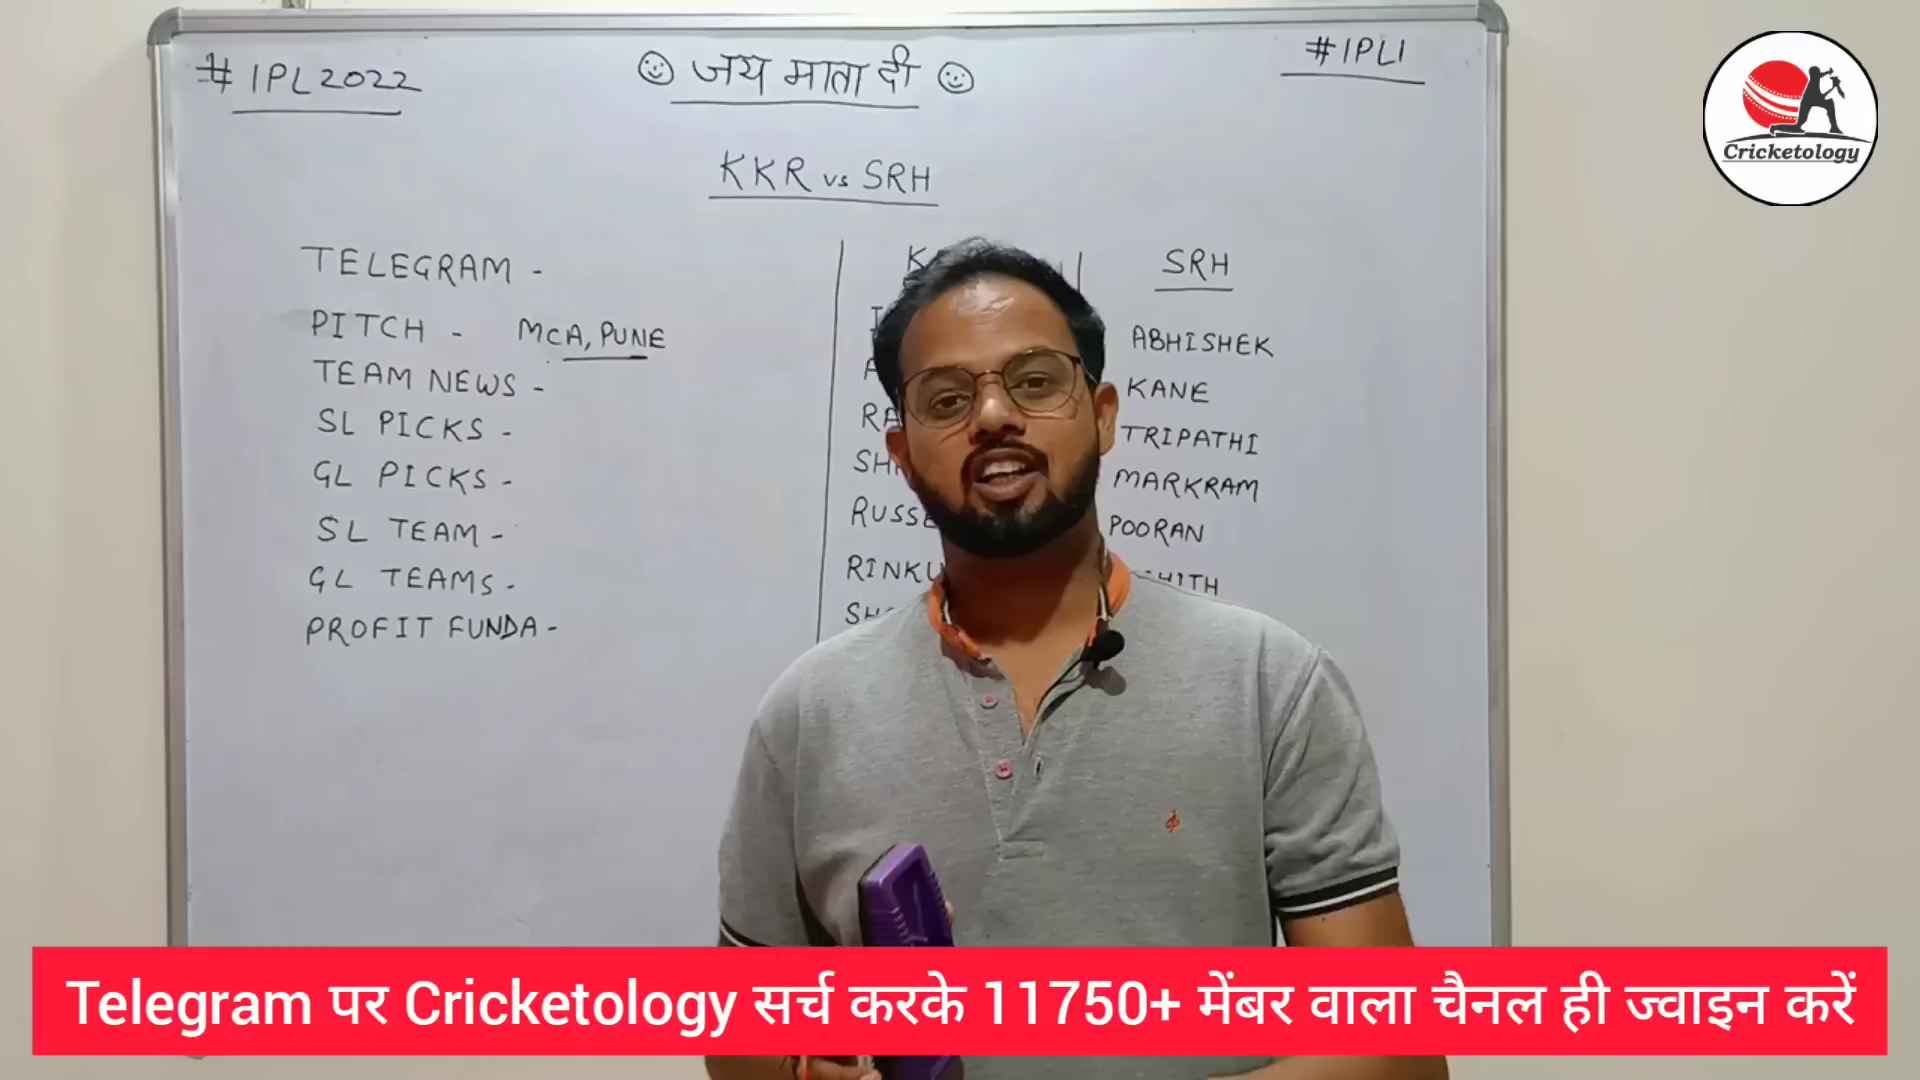 # IPL2022
जय माता दी
#IPL1
Cricketology
KKR vs SRH
TELEGRAM -
PITCH - MCA, PUNE
TEAM NEWS -
SL PICKS -
GL PICKS -
SL TEAM -
GL TEAMS -
PROFIT FUNDA -
RUSSE
RINKU
SRH
ABHISHEK
KANE
TRIPATHI
MARKRAM
POORAN
Telegram पर Cricketology सर्च करके 11750+ मेंबर वाला चैनल ही ज्वाइन करें